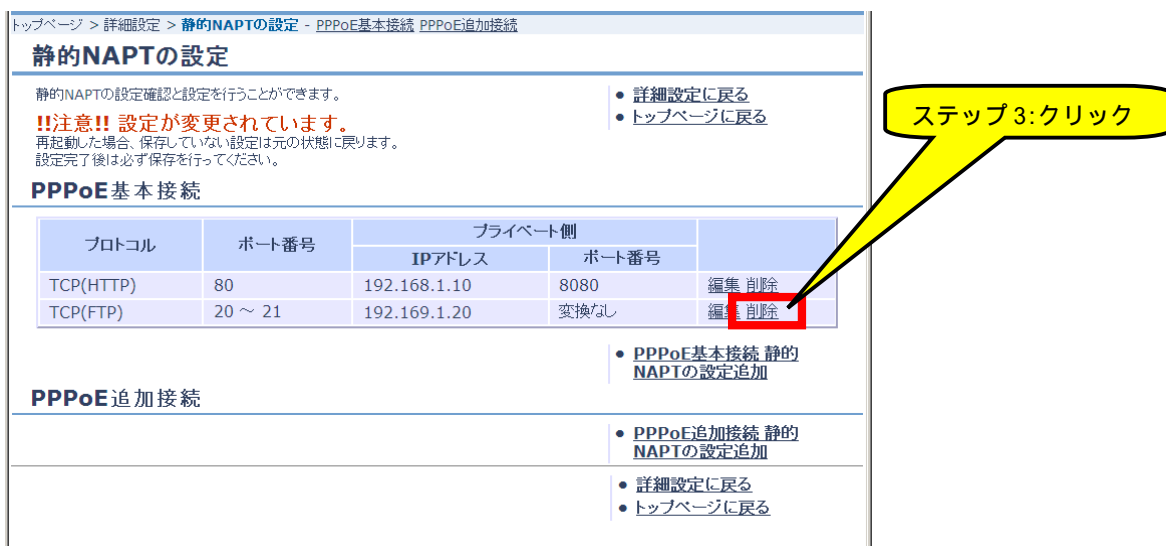 トップページ > 詳細設定 > 静的NAPTの設定 - PPPoE基本接続 PPPoE追加接続
静的NAPTの設定
静的NAPTの設定確認と設定を行うことができます。
● 詳細設定に戻る
● トップページに戻る
ステップ 3:クリック
!!注意!! 設定が変更されています。
再起動した場合、保存していない設定は元の状態に戻ります。
設定完了後は必ず保存を行ってください。
PPPoE基本接続
プロトコル ポート番号 プライベート側
IPアドレス ポート番号
TCP(HTTP) 80 192.168.1.10 8080 編集 削除
TCP(FTP) 20 ～ 21 192.169.1.20 変換なし 編集 削除
● PPPoE基本接続 静的
NAPTの設定追加
PPPoE追加接続
● PPPoE追加接続 静的
NAPTの設定追加
● 詳細設定に戻る
● トップページに戻る